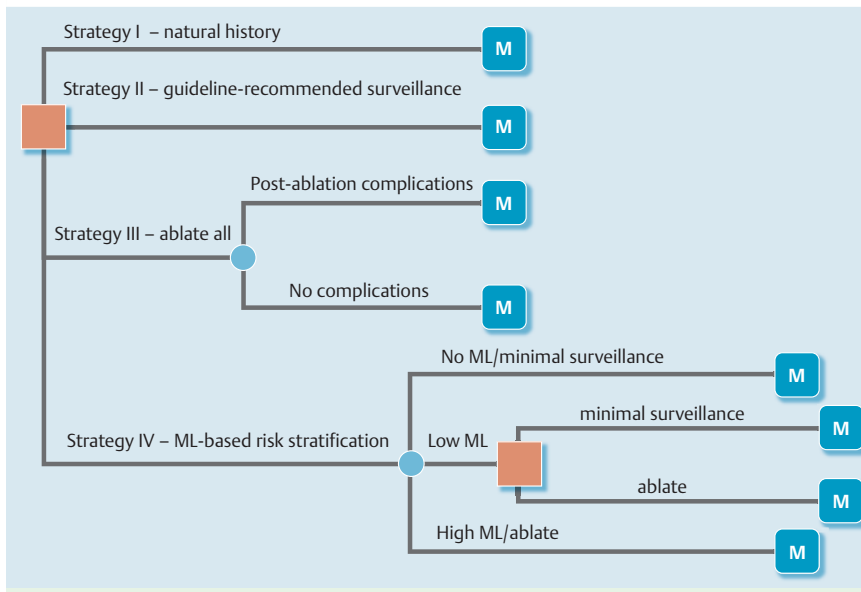 Strategy I – natural history
M
Strategy II – guideline-recommended surveillance
M
Post-ablation complications
M
Strategy III – ablate all
No complications
M
No ML/minimal surveillance
M
minimal surveillance
M
Strategy IV – ML-based risk stratification
Low ML
ablate
M
High ML/ablate
M